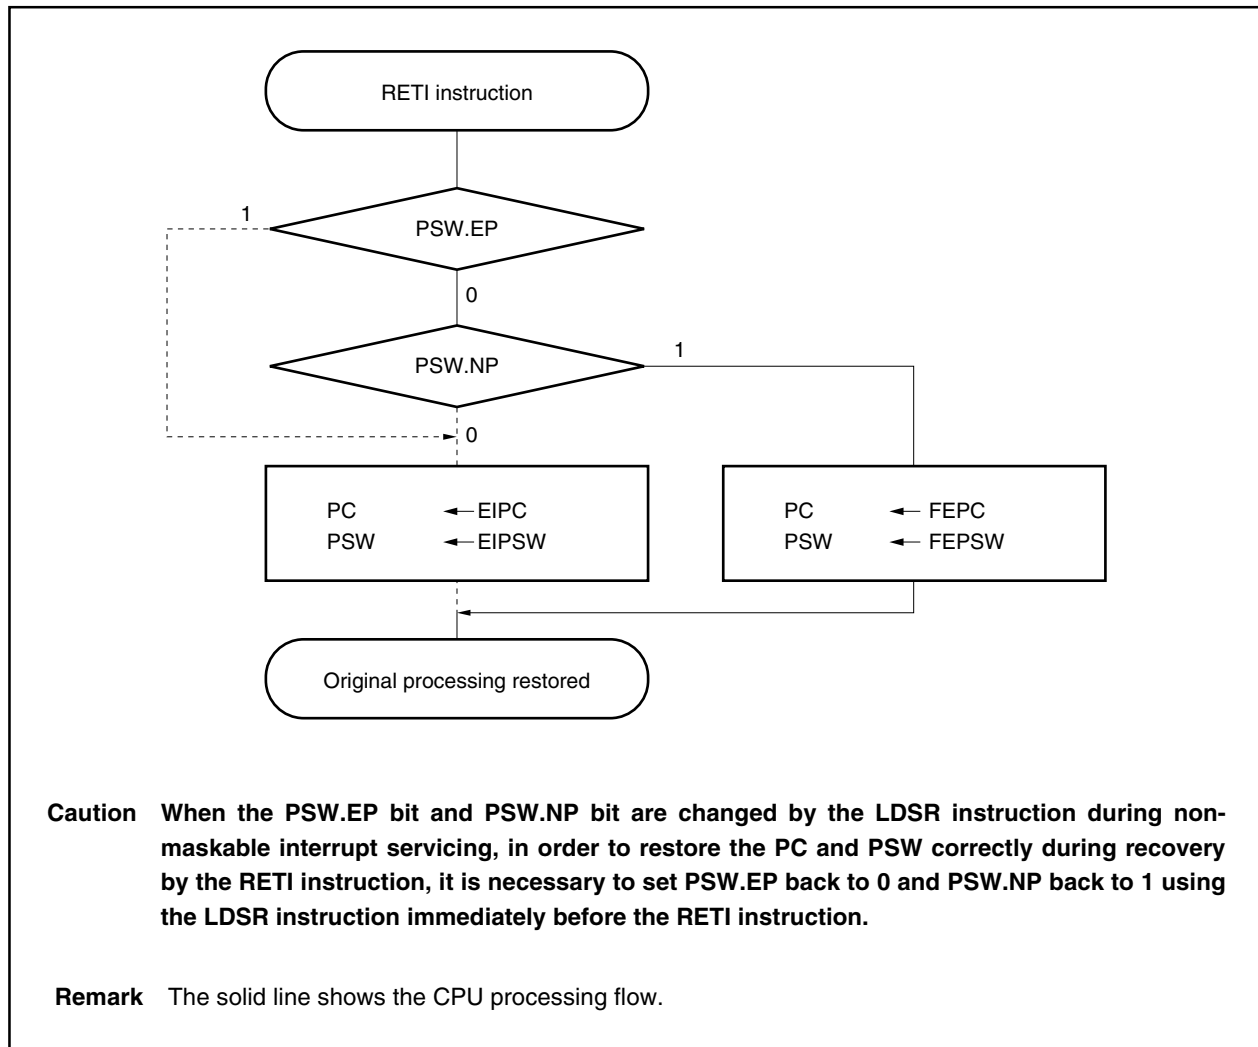 RETI instruction
1
PSW.EP
0
PSW.NP
1
0
PC ← EIPC
PSW ← EIPSW
PC ← FEPC
PSW ← FEPSW
Original processing restored
Caution When the PSW.EP bit and PSW.NP bit are changed by the LDSR instruction during non-
maskable interrupt servicing, in order to restore the PC and PSW correctly during recovery
by the RETI instruction, it is necessary to set PSW.EP back to 0 and PSW.NP back to 1 using
the LDSR instruction immediately before the RETI instruction.
Remark The solid line shows the CPU processing flow.